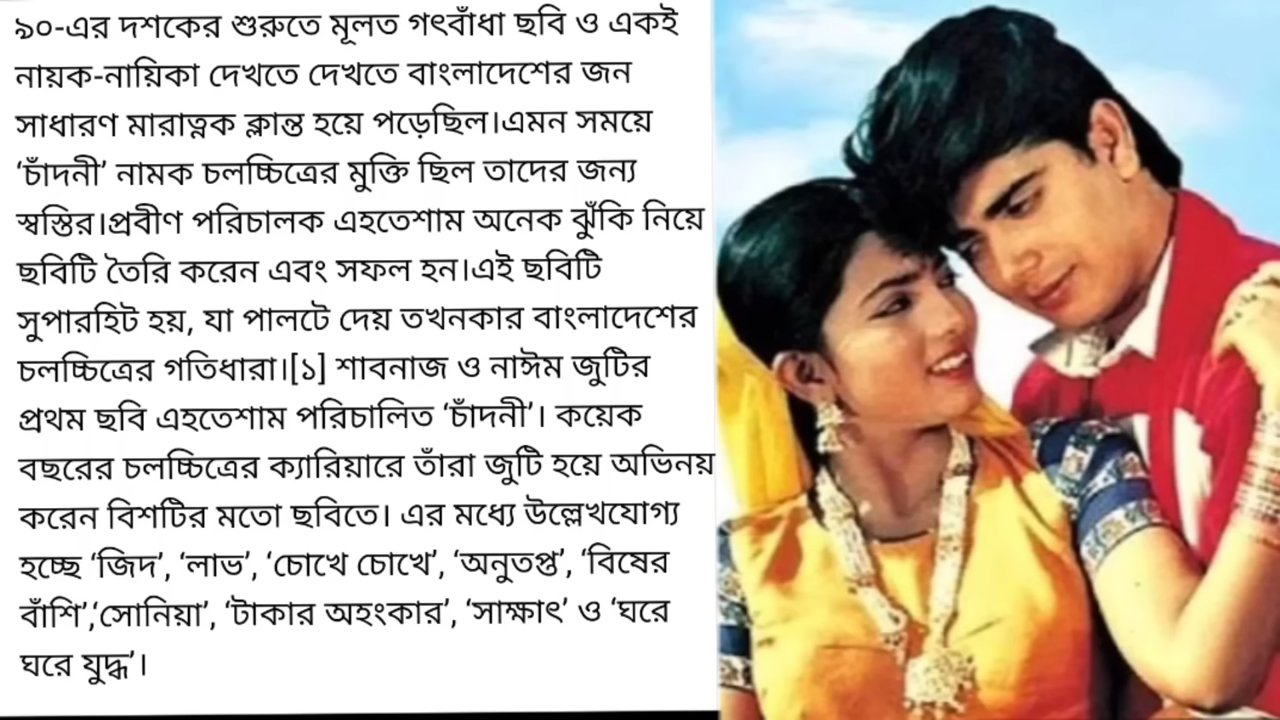 ৯০-এর দশকের শুরুতে মূলত গৎবাঁধা ছবি ও একই
নায়ক-নায়িকা দেখতে দেখতে বাংলাদেশের জন
সাধারণ মারাত্নক ক্লান্ত হয়ে পড়েছিল।এমন সময়ে
‘চাঁদনী’ নামক চলচ্চিত্রের মুক্তি ছিল তাদের জন্য
স্বস্তির।প্রবীণ পরিচালক এহতেশাম অনেক ঝুঁকি নিয়ে
ছবিটি তৈরি করেন এবং সফল হন।এই ছবিটি
সুপারহিট হয়, যা পালটে দেয় তখনকার বাংলাদেশের
চলচ্চিত্রের গতিধারা।[১] শাবনাজ ও নাঈম জুটির
প্রথম ছবি এহতেশাম পরিচালিত ‘চাঁদনী’। কয়েক
বছরের চলচ্চিত্রের ক্যারিয়ারে তাঁরা জুটি হয়ে অভিনয়
করেন বিশটির মতো ছবিতে। এর মধ্যে উল্লেখযোগ্য
হচ্ছে ‘জিদ’, ‘লাভ’, ‘চোখে চোখে’, ‘অনুতপ্ত’, ‘বিষের
বাঁশি’,‘সোনিয়া’, ‘টাকার অহংকার’, ‘সাক্ষাৎ’ ও ‘ঘরে
ঘরে যুদ্ধ’।